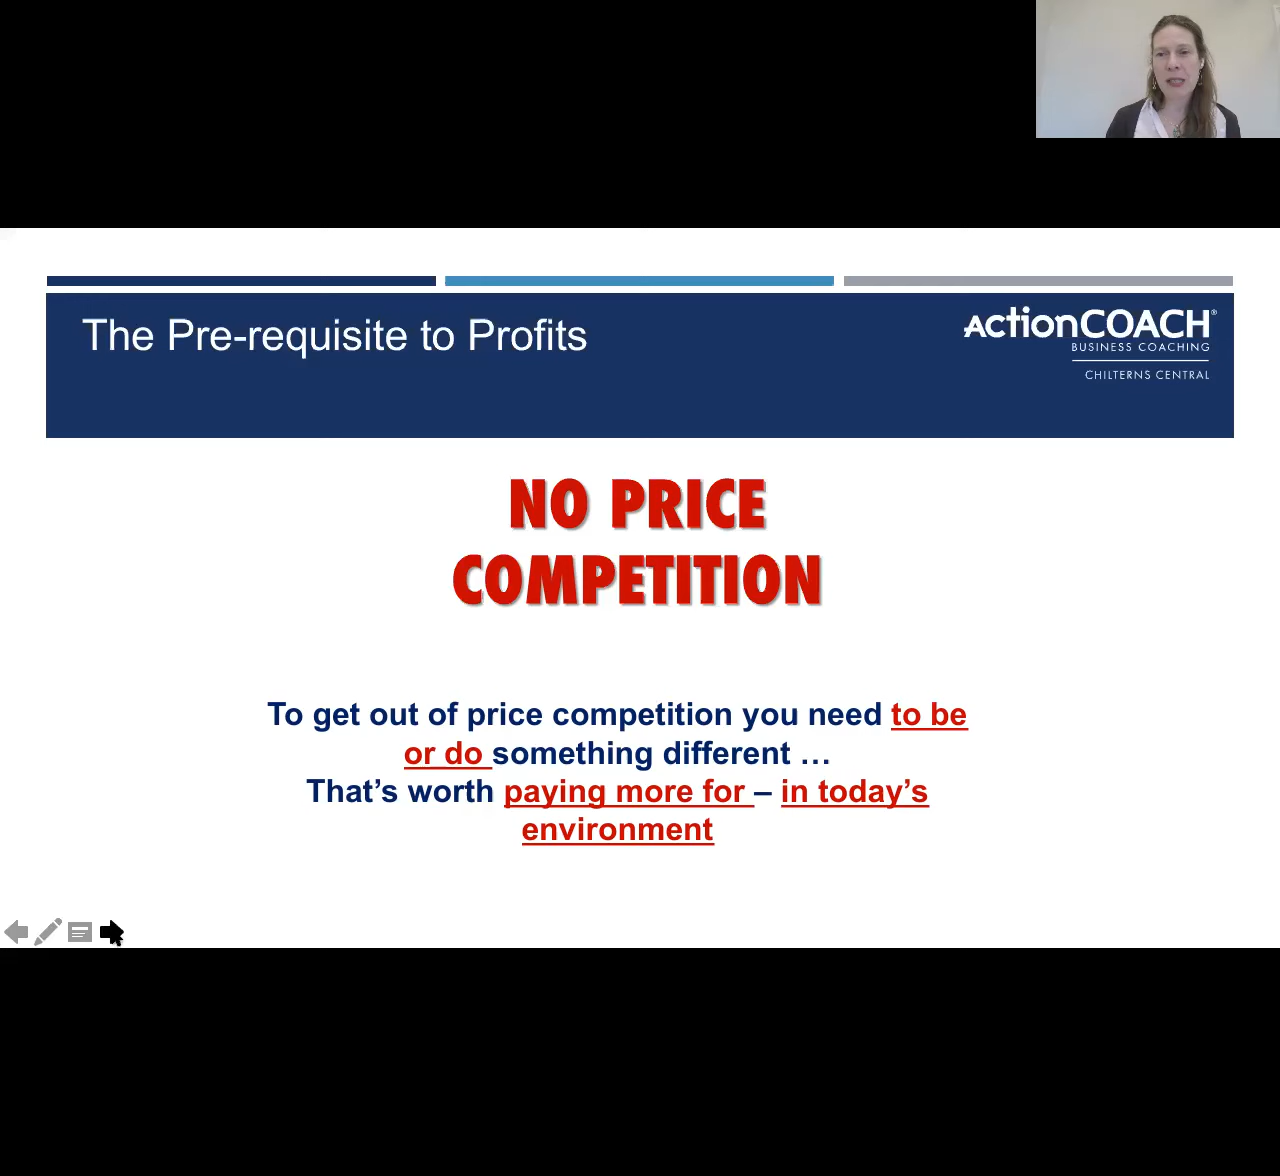 The Pre-requisite to Profits
actionCOACH®
BUSINESS COACHING
CHILTERNS CENTRAL
NO PRICE
COMPETITION
To get out of price competition you need to be
or do something different …
That’s worth paying more for – in today’s
environment